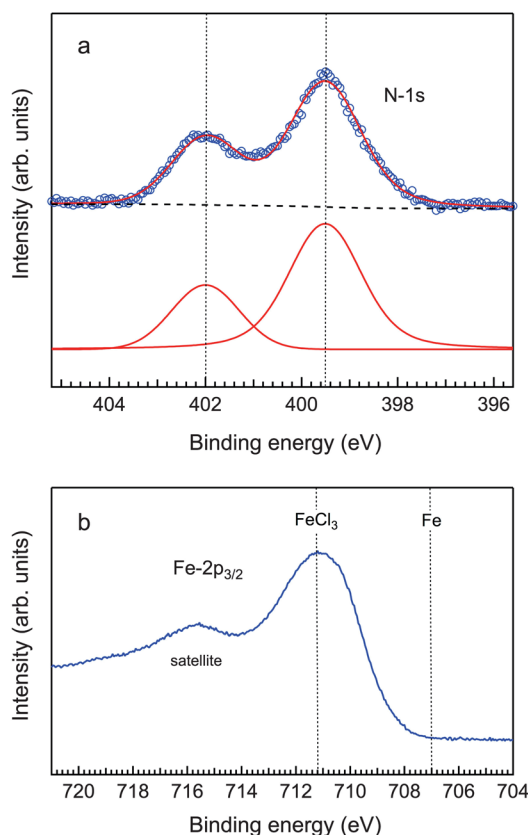 a
N-1s
Intensity (arb. units)
404 402 400 398 396
Binding energy (eV)
b
FeCl₃ Fe
Fe-2p₃/₂
satellite
Intensity (arb. units)
720 718 716 714 712 710 708 706 704
Binding energy (eV)